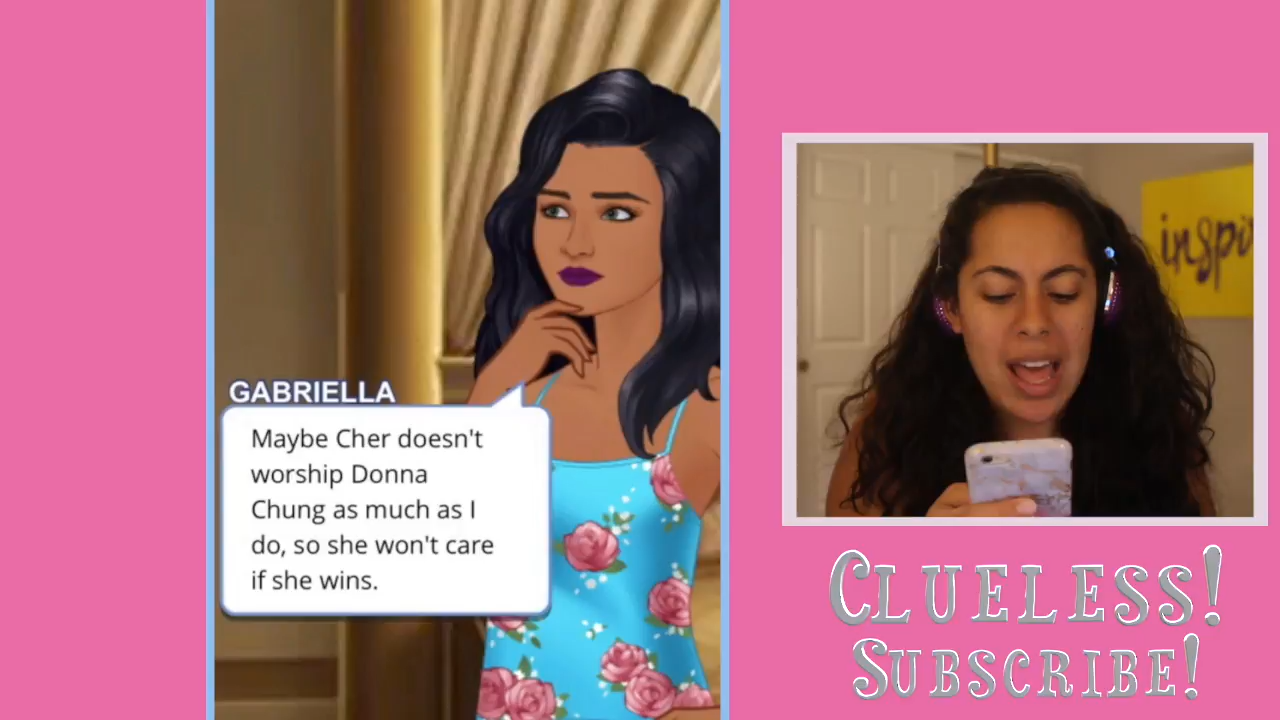 GABRIELLA
Maybe Cher doesn't
worship Donna
Chung as much as I
do, so she won't care
if she wins.
inspi
CLUELESS!
SUBSCRIBE!